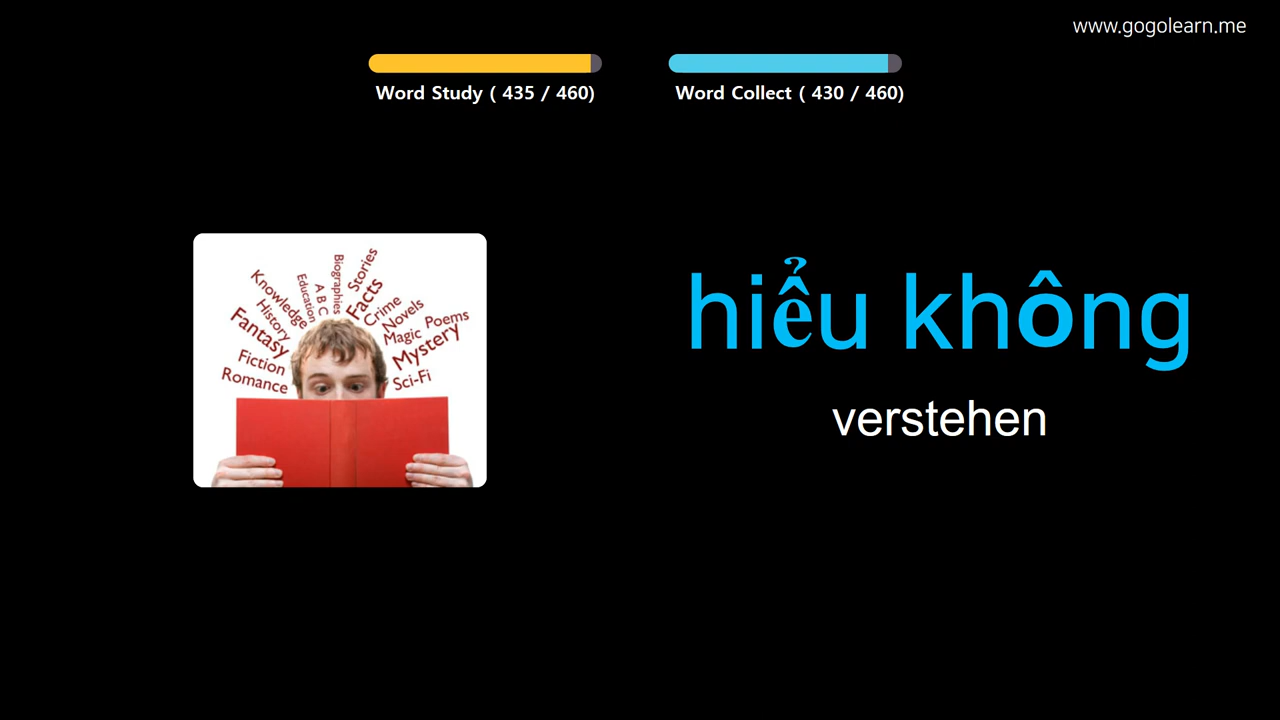 www.gogolearn.me
Word Study ( 435 / 460)
Word Collect ( 430 / 460)
Knowledge
History
Fantasy
Fiction
Romance
Education
A B C
Biographies
Stories
Facts
Crime
Novels
Magic
Poems
Mystery
Sci-Fi
hiểu không
verstehen